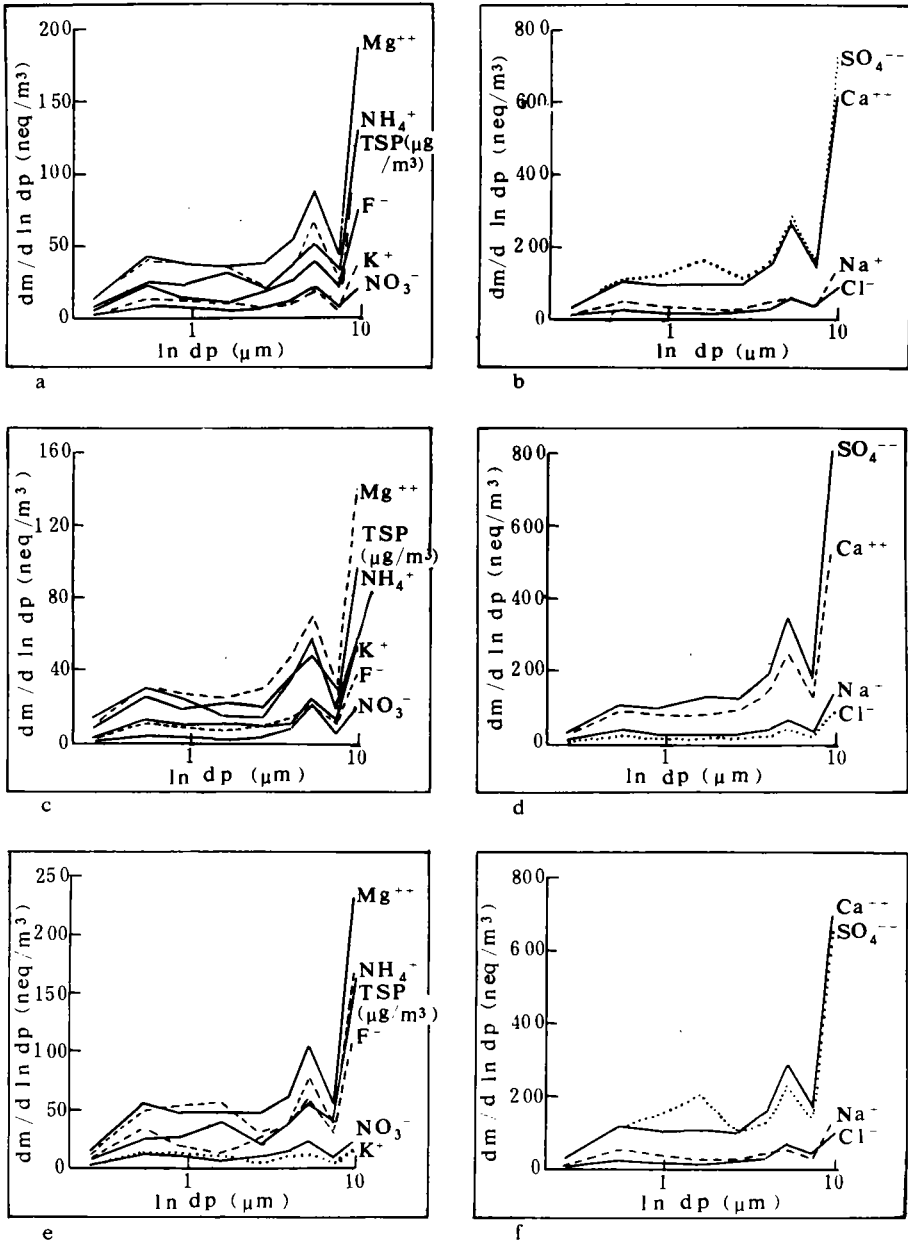 200
150
100
50
0
dm/d ln dp (neq/m³)
1
10
ln dp (μm)
Mg⁺⁺
NH₄⁺
TSP(μg
/m³)
F⁻
K⁺
NO₃⁻
a
800
600
400
200
0
dm/d ln dp (neq/m³)
1
10
ln dp (μm)
SO₄⁻⁻
Ca⁺⁺
Na⁺
Cl⁻
b
160
120
80
40
0
dm/d ln dp (neq/m³)
1
10
ln dp (μm)
Mg⁺⁺
TSP
(μg/m³)
NH₄⁺
K⁺
F⁻
NO₃⁻
c
800
600
400
200
0
dm/d ln dp (neq/m³)
1
10
ln dp (μm)
SO₄⁻⁻
Ca⁺⁺
Na⁺
Cl⁻
d
250
200
150
100
50
0
dm/d ln dp (neq/m³)
1
10
ln dp (μm)
Mg⁺⁺
NH₄⁺
TSP
(μg/m³)
F⁻
NO₃⁻
K⁺
e
800
600
400
200
0
dm/d ln dp (neq/m³)
1
10
ln dp (μm)
Ca⁺⁺
SO₄⁻⁻
Na⁺
Cl⁻
f